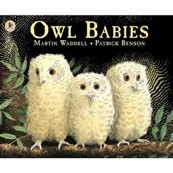 OWL BABIES
MARTIN WADDELL • PATRICK BENSON